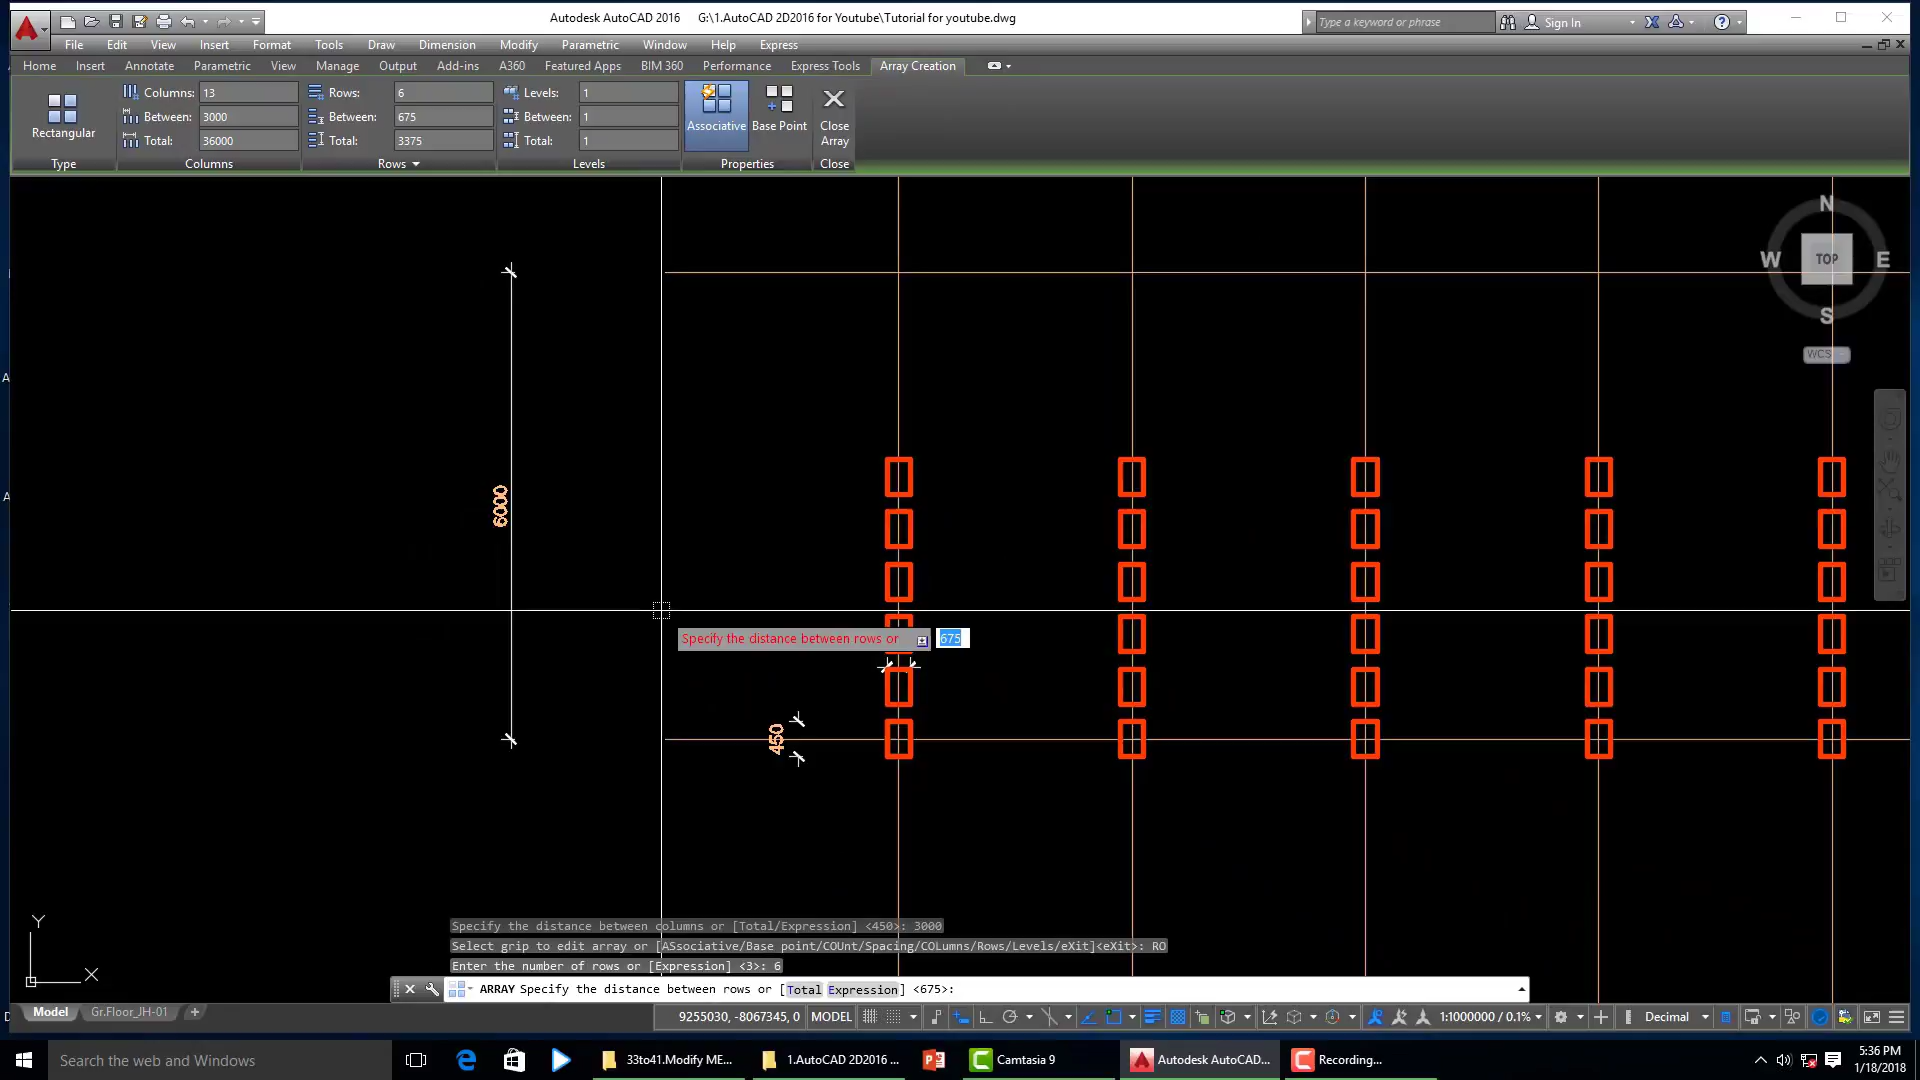 Autodesk AutoCAD 2016 G:\1.AutoCAD 2D2016 for Youtube\Tutorial for youtube.dwg
Type a keyword or phrase
Sign In
File Edit View Insert Format Tools Draw Dimension Modify Parametric Window Help Express
Home Insert Annotate Parametric View Manage Output Add-ins A360 Featured Apps BIM 360 Performance Express Tools Array Creation
Columns: 13 Rows: 6 Levels: 1
Between: 3000 Between: 675 Between: 1
Total: 36000 Total: 3375 Total: 1
Rectangular
Associative Base Point Close Array
Type Columns Rows Levels Properties Close
N
W TOP E
S
WCS
6000
Specify the distance between rows or 675
450
Y
X
Specify the distance between columns or [Total/Expression] <450>: 3000
Select grip to edit array or [ASsociative/Base point/COUnt/Spacing/COLumns/Rows/Levels/eXit]<eXit>: RO
Enter the number of rows or [Expression] <3>: 6
ARRAY Specify the distance between rows or [Total Expression] <675>:
Model Gr.Floor_JH-01 +
9255030, -8067345, 0 MODEL 1:1000000 / 0.1% Decimal
Search the web and Windows
33to41.Modify ME...
1.AutoCAD 2D2016 ...
Camtasia 9
Autodesk AutoCAD...
Recording...
5:36 PM
1/18/2018